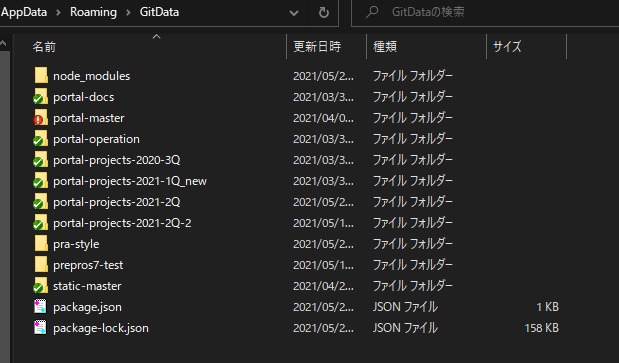 AppData › Roaming › GitData GitDataの検索
名前 更新日時 種類 サイズ
node_modules 2021/05/2... ファイル フォルダー
portal-docs 2021/03/3... ファイル フォルダー
portal-master 2021/04/0... ファイル フォルダー
portal-operation 2021/03/3... ファイル フォルダー
portal-projects-2020-3Q 2021/03/3... ファイル フォルダー
portal-projects-2021-1Q_new 2021/03/3... ファイル フォルダー
portal-projects-2021-2Q 2021/05/2... ファイル フォルダー
portal-projects-2021-2Q-2 2021/05/1... ファイル フォルダー
pra-style 2021/05/2... ファイル フォルダー
prepros7-test 2021/05/1... ファイル フォルダー
static-master 2021/04/2... ファイル フォルダー
package.json 2021/05/2... JSON ファイル 1 KB
package-lock.json 2021/05/2... JSON ファイル 158 KB